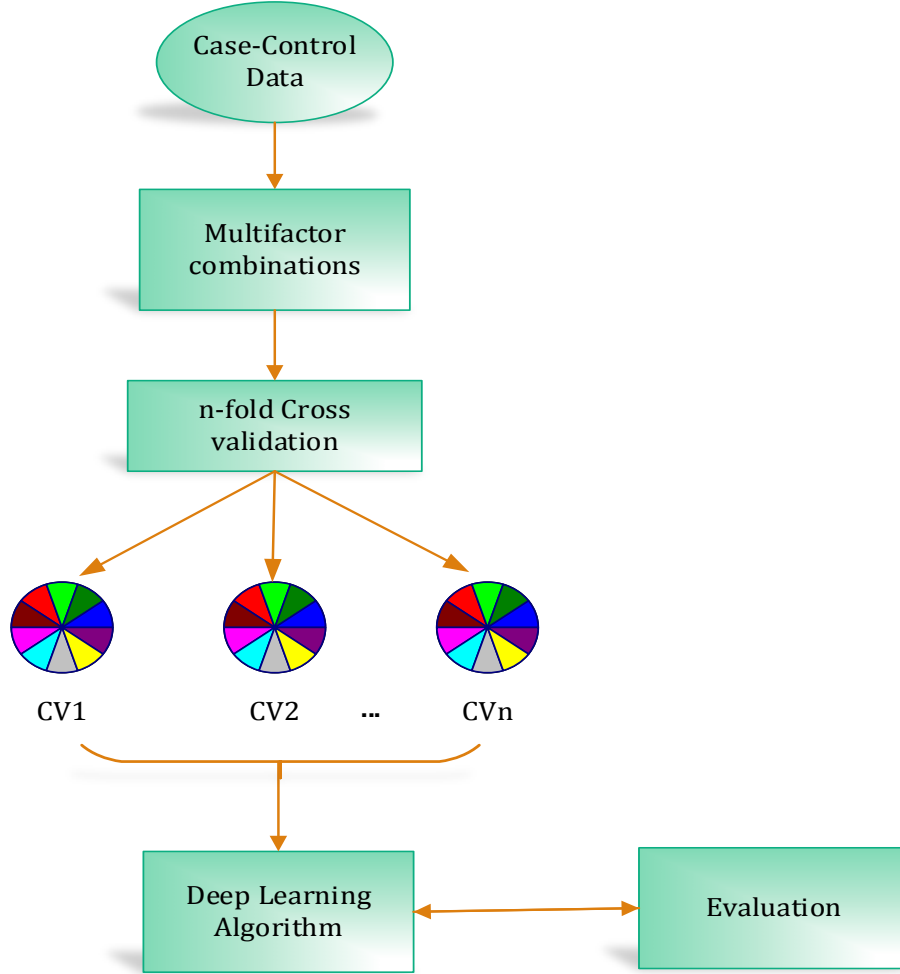 Case-Control
Data
Multifactor
combinations
n-fold Cross
validation
CV1
CV2
...
CVn
Deep Learning
Algorithm
Evaluation